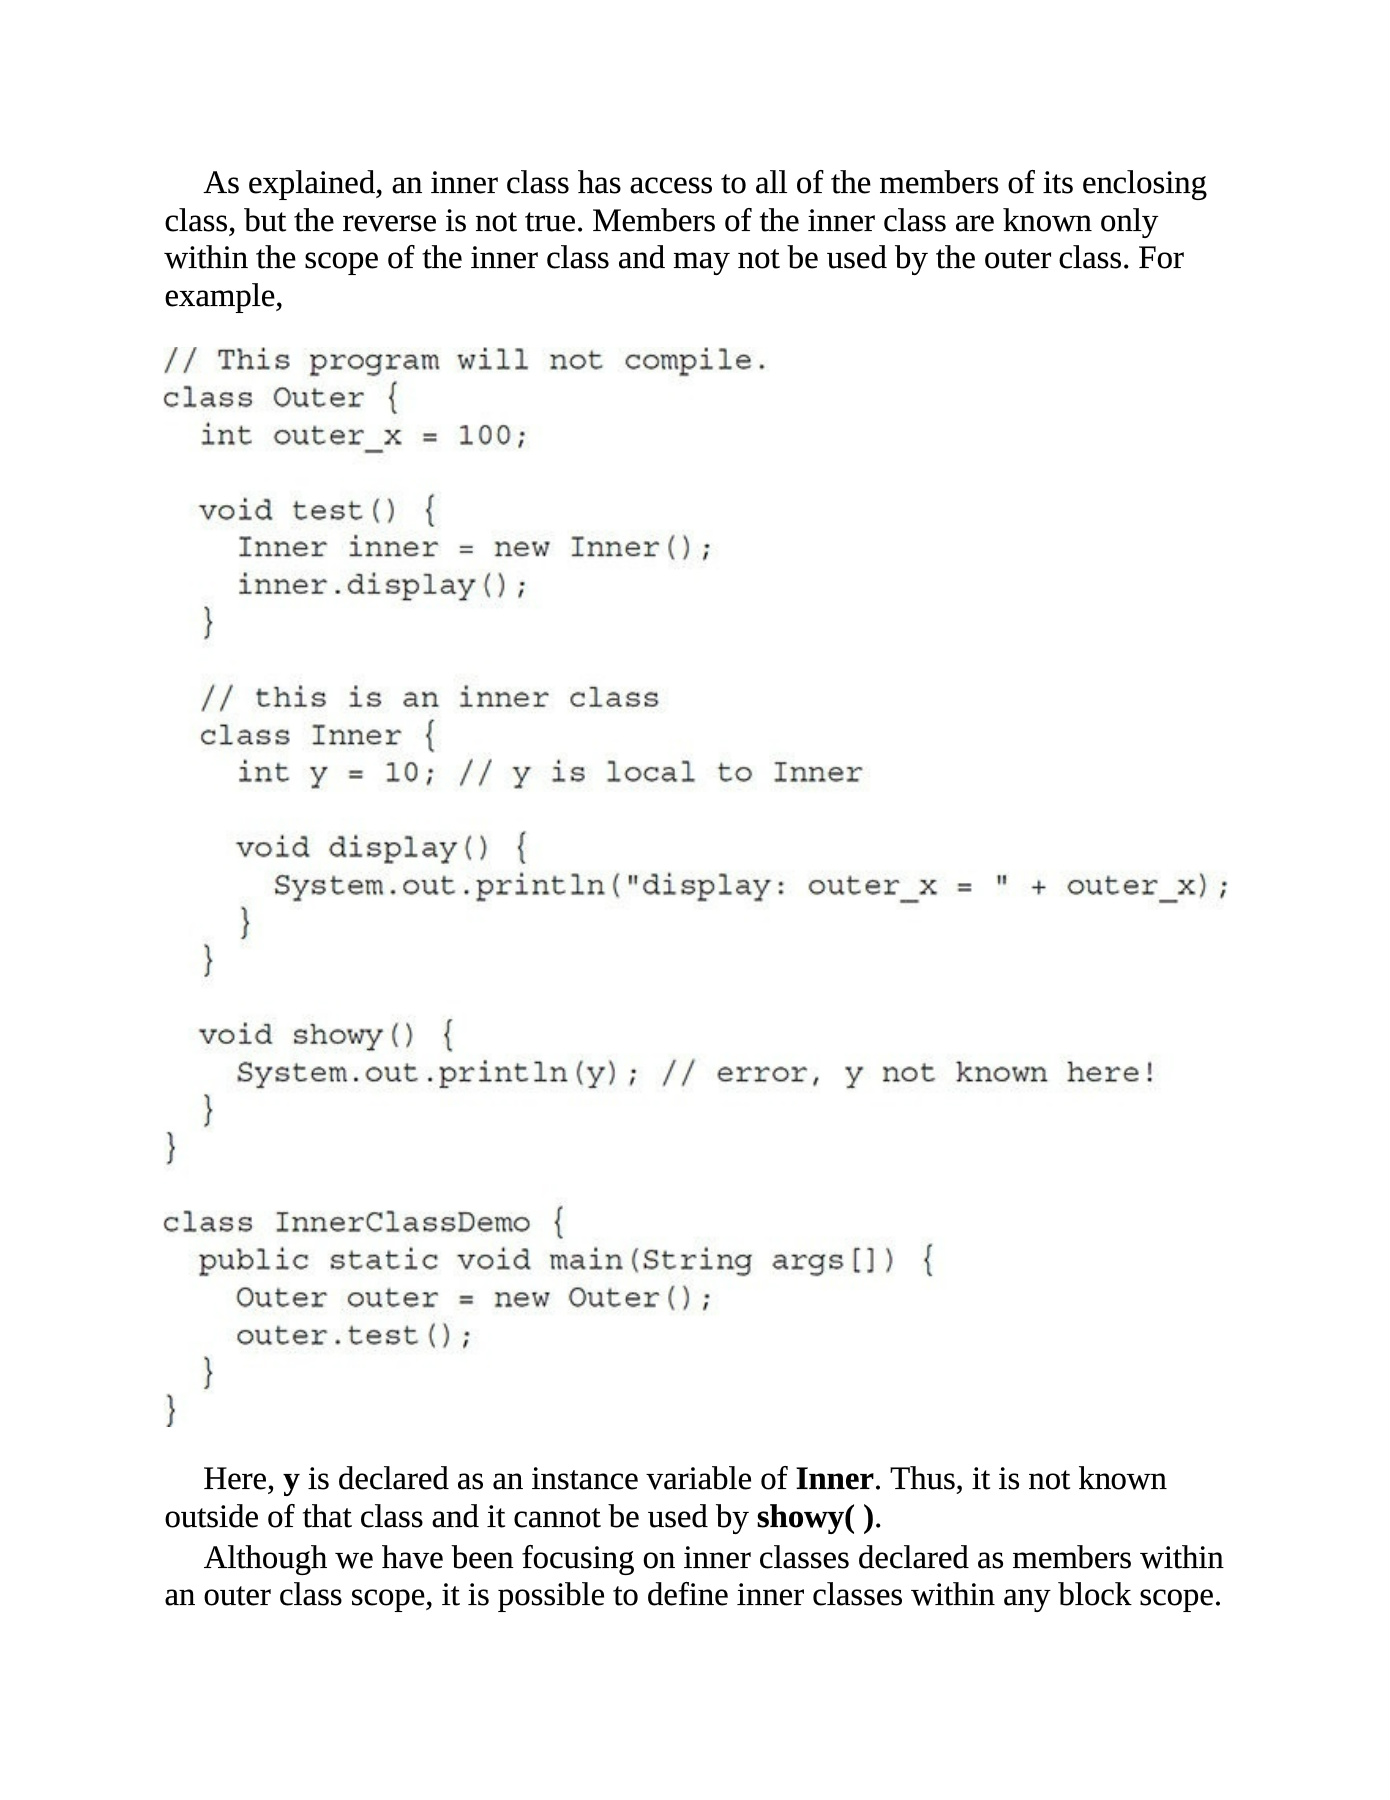 As explained, an inner class has access to all of the members of its enclosing
class, but the reverse is not true. Members of the inner class are known only
within the scope of the inner class and may not be used by the outer class. For
example,
// This program will not compile.
class Outer {
  int outer_x = 100;

  void test() {
    Inner inner = new Inner();
    inner.display();
  }

  // this is an inner class
  class Inner {
    int y = 10; // y is local to Inner

    void display() {
      System.out.println("display: outer_x = " + outer_x);
    }
  }

  void showy() {
    System.out.println(y); // error, y not known here!
  }
}

class InnerClassDemo {
  public static void main(String args[]) {
    Outer outer = new Outer();
    outer.test();
  }
}
Here, y is declared as an instance variable of Inner. Thus, it is not known
outside of that class and it cannot be used by showy( ).
Although we have been focusing on inner classes declared as members within
an outer class scope, it is possible to define inner classes within any block scope.